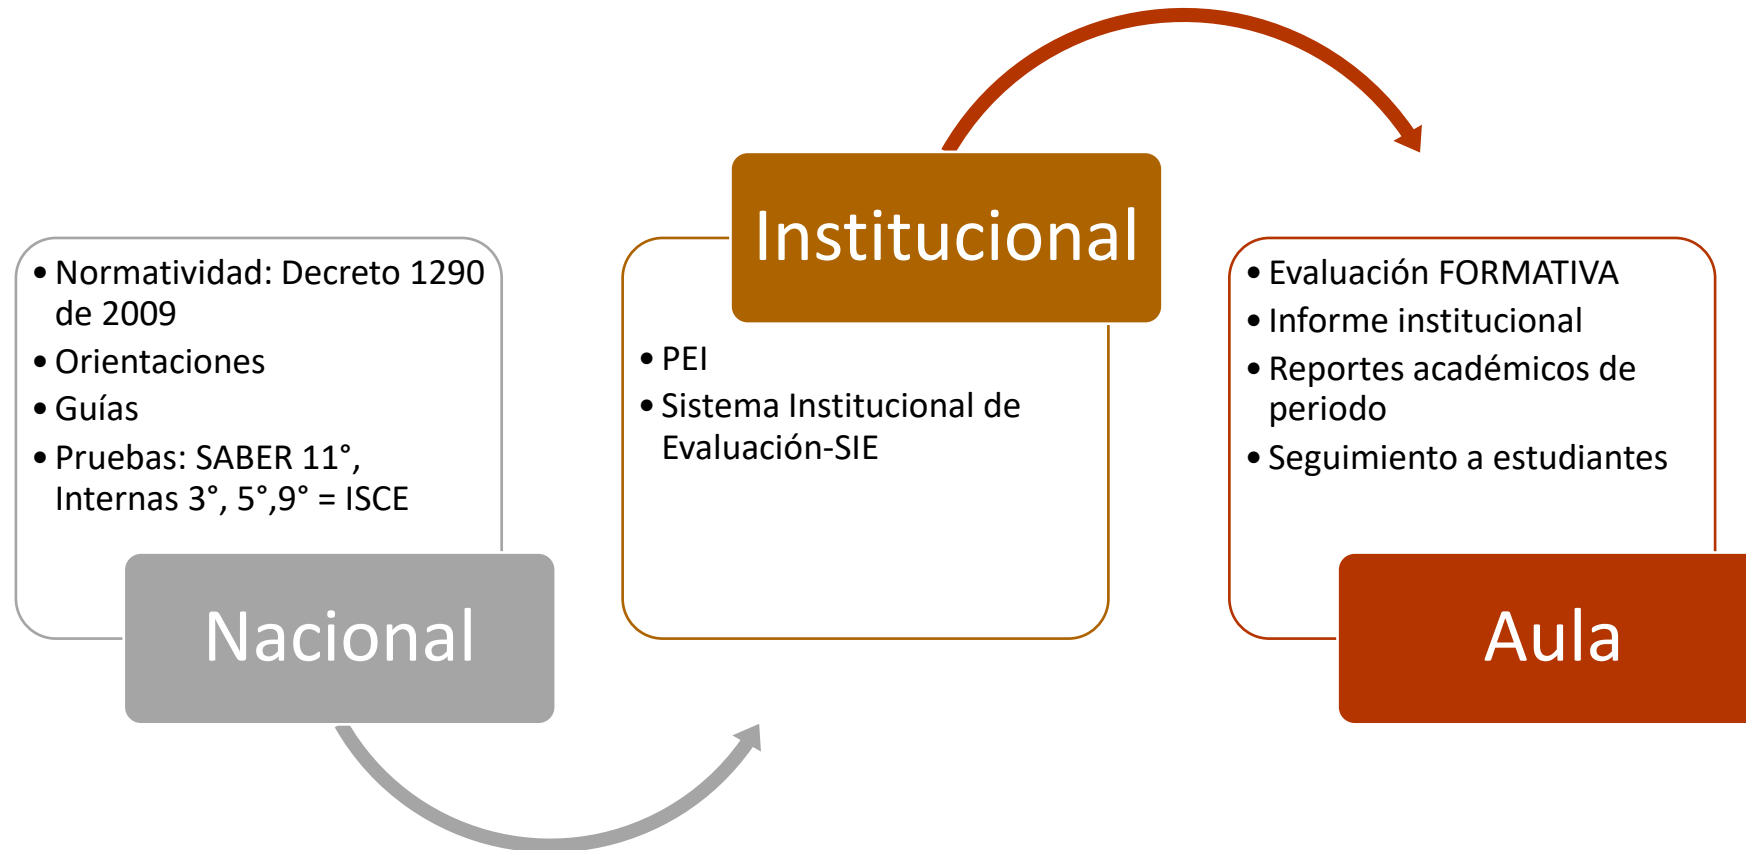 • Normatividad: Decreto 1290
de 2009
• Orientaciones
• Guías
• Pruebas: SABER 11°,
Internas 3°, 5°,9° = ISCE
Nacional
Institucional
• PEI
• Sistema Institucional de
Evaluación-SIE
• Evaluación FORMATIVA
• Informe institucional
• Reportes académicos de
periodo
• Seguimiento a estudiantes
Aula